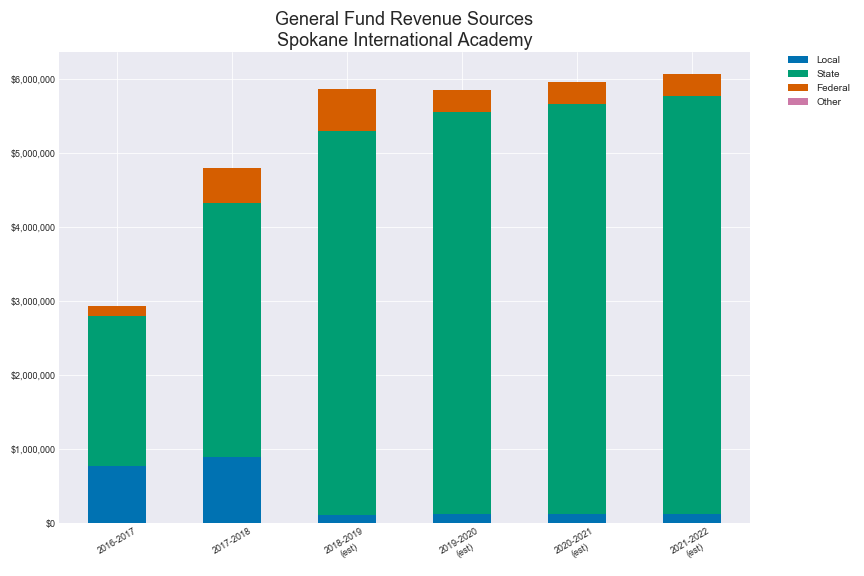 General Fund Revenue Sources
Spokane International Academy
Local
State
Federal
Other
$6,000,000
$5,000,000
$4,000,000
$3,000,000
$2,000,000
$1,000,000
$0
2016-2017
2017-2018
2018-2019
(est)
2019-2020
(est)
2020-2021
(est)
2021-2022
(est)